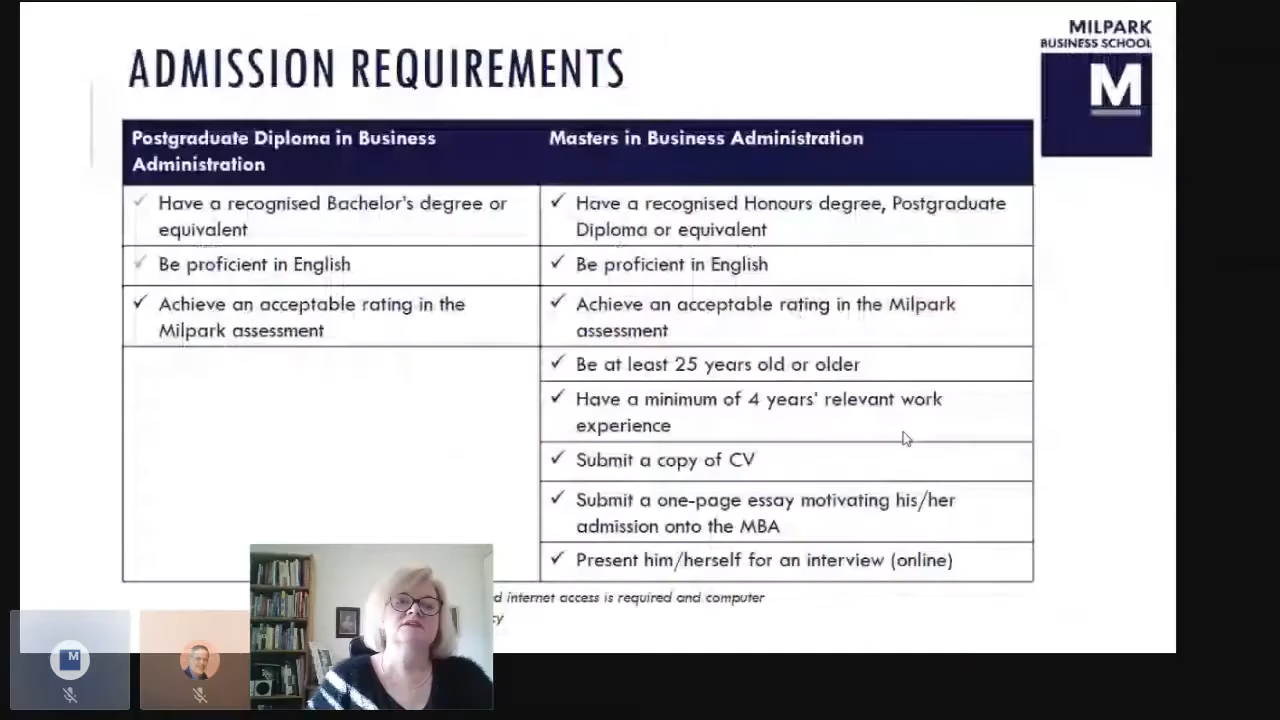 MILPARK
BUSINESS SCHOOL
M
ADMISSION REQUIREMENTS
Postgraduate Diploma in Business
Administration
Masters in Business Administration
Have a recognised Bachelor's degree or
equivalent
Have a recognised Honours degree, Postgraduate
Diploma or equivalent
Be proficient in English
Be proficient in English
Achieve an acceptable rating in the
Milpark assessment
Achieve an acceptable rating in the Milpark
assessment
Be at least 25 years old or older
Have a minimum of 4 years' relevant work
experience
Submit a copy of CV
Submit a one-page essay motivating his/her
admission onto the MBA
Present him/herself for an interview (online)
internet access is required and computer
M